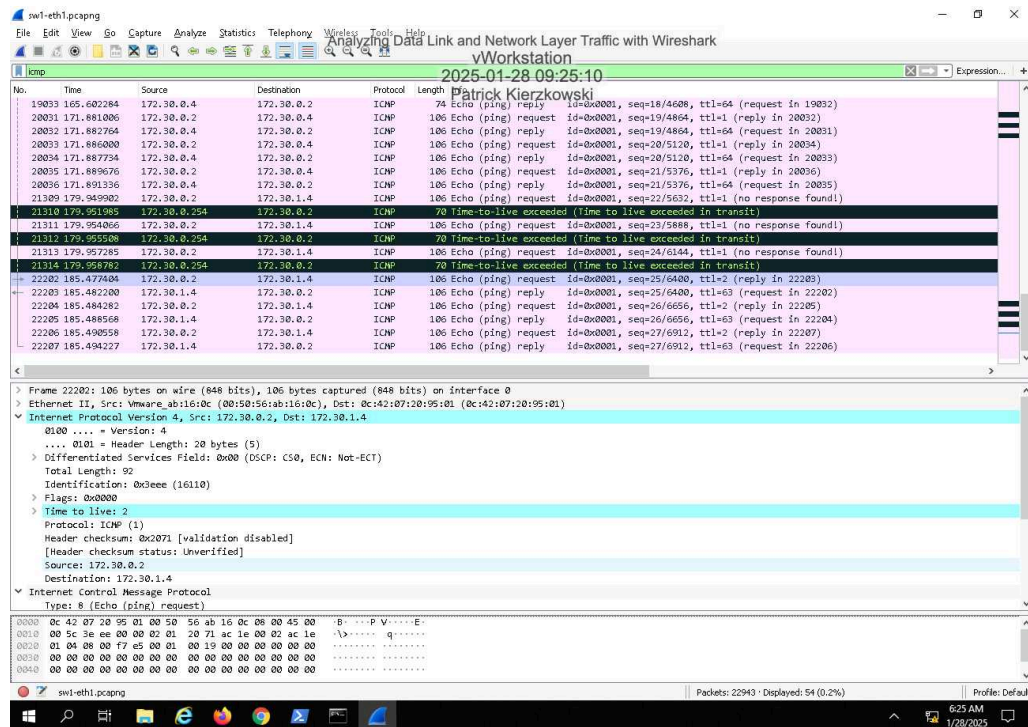 sw1-eth1.pcapng
File Edit View Go Capture Analyze Statistics Telephony Wireless Tools Help
Analyzing Data Link and Network Layer Traffic with Wireshark
vWorkstation
2025-01-28 09:25:10
Patrick Kierzkowski
icmp Expression... +
No. Time Source Destination Protocol Length
19033 165.602284 172.30.0.4 172.30.0.2 ICMP 74 Echo (ping) reply id=0x0001, seq=18/4608, ttl=64 (request in 19032)
20031 171.881006 172.30.0.2 172.30.0.4 ICMP 106 Echo (ping) request id=0x0001, seq=19/4864, ttl=1 (reply in 20032)
20032 171.882764 172.30.0.4 172.30.0.2 ICMP 106 Echo (ping) reply id=0x0001, seq=19/4864, ttl=64 (request in 20031)
20033 171.886000 172.30.0.2 172.30.0.4 ICMP 106 Echo (ping) request id=0x0001, seq=20/5120, ttl=1 (reply in 20034)
20034 171.887734 172.30.0.4 172.30.0.2 ICMP 106 Echo (ping) reply id=0x0001, seq=20/5120, ttl=64 (request in 20033)
20035 171.889676 172.30.0.2 172.30.0.4 ICMP 106 Echo (ping) request id=0x0001, seq=21/5376, ttl=1 (reply in 20036)
20036 171.891336 172.30.0.4 172.30.0.2 ICMP 106 Echo (ping) reply id=0x0001, seq=21/5376, ttl=64 (request in 20035)
21309 179.949902 172.30.0.2 172.30.1.4 ICMP 106 Echo (ping) request id=0x0001, seq=22/5632, ttl=1 (no response found!)
21310 179.951985 172.30.0.254 172.30.0.2 ICMP 70 Time-to-live exceeded (Time to live exceeded in transit)
21311 179.954066 172.30.0.2 172.30.1.4 ICMP 106 Echo (ping) request id=0x0001, seq=23/5888, ttl=1 (no response found!)
21312 179.955508 172.30.0.254 172.30.0.2 ICMP 70 Time-to-live exceeded (Time to live exceeded in transit)
21313 179.957285 172.30.0.2 172.30.1.4 ICMP 106 Echo (ping) request id=0x0001, seq=24/6144, ttl=1 (no response found!)
21314 179.958782 172.30.0.254 172.30.0.2 ICMP 70 Time-to-live exceeded (Time to live exceeded in transit)
22202 185.477404 172.30.0.2 172.30.1.4 ICMP 106 Echo (ping) request id=0x0001, seq=25/6400, ttl=2 (reply in 22203)
22203 185.482200 172.30.1.4 172.30.0.2 ICMP 106 Echo (ping) reply id=0x0001, seq=25/6400, ttl=63 (request in 22202)
22204 185.484282 172.30.0.2 172.30.1.4 ICMP 106 Echo (ping) request id=0x0001, seq=26/6656, ttl=2 (reply in 22205)
22205 185.488568 172.30.1.4 172.30.0.2 ICMP 106 Echo (ping) reply id=0x0001, seq=26/6656, ttl=63 (request in 22204)
22206 185.490558 172.30.0.2 172.30.1.4 ICMP 106 Echo (ping) request id=0x0001, seq=27/6912, ttl=2 (reply in 22207)
22207 185.494227 172.30.1.4 172.30.0.2 ICMP 106 Echo (ping) reply id=0x0001, seq=27/6912, ttl=63 (request in 22206)
Frame 22202: 106 bytes on wire (848 bits), 106 bytes captured (848 bits) on interface 0
Ethernet II, Src: Vmware_ab:16:0c (00:50:56:ab:16:0c), Dst: 0c:42:07:20:95:01 (0c:42:07:20:95:01)
Internet Protocol Version 4, Src: 172.30.0.2, Dst: 172.30.1.4
0100 .... = Version: 4
.... 0101 = Header Length: 20 bytes (5)
Differentiated Services Field: 0x00 (DSCP: CS0, ECN: Not-ECT)
Total Length: 92
Identification: 0x3eee (16110)
Flags: 0x0000
Time to live: 2
Protocol: ICMP (1)
Header checksum: 0x2071 [validation disabled]
[Header checksum status: Unverified]
Source: 172.30.0.2
Destination: 172.30.1.4
Internet Control Message Protocol
Type: 8 (Echo (ping) request)
0000 0c 42 07 20 95 01 00 50 56 ab 16 0c 08 00 45 00 ·B· ···P V·····E·
0010 00 5c 3e ee 00 00 02 01 20 71 ac 1e 00 02 ac 1e ·\>····· q······
0020 01 04 08 00 f7 e5 00 01 00 19 00 00 00 00 00 00 ········ ········
0030 00 00 00 00 00 00 00 00 00 00 00 00 00 00 00 00 ········ ········
0040 00 00 00 00 00 00 00 00 00 00 00 00 00 00 00 00 ········ ········
sw1-eth1.pcapng Packets: 22943 · Displayed: 54 (0.2%) Profile: Defaul
6:25 AM
1/28/2025